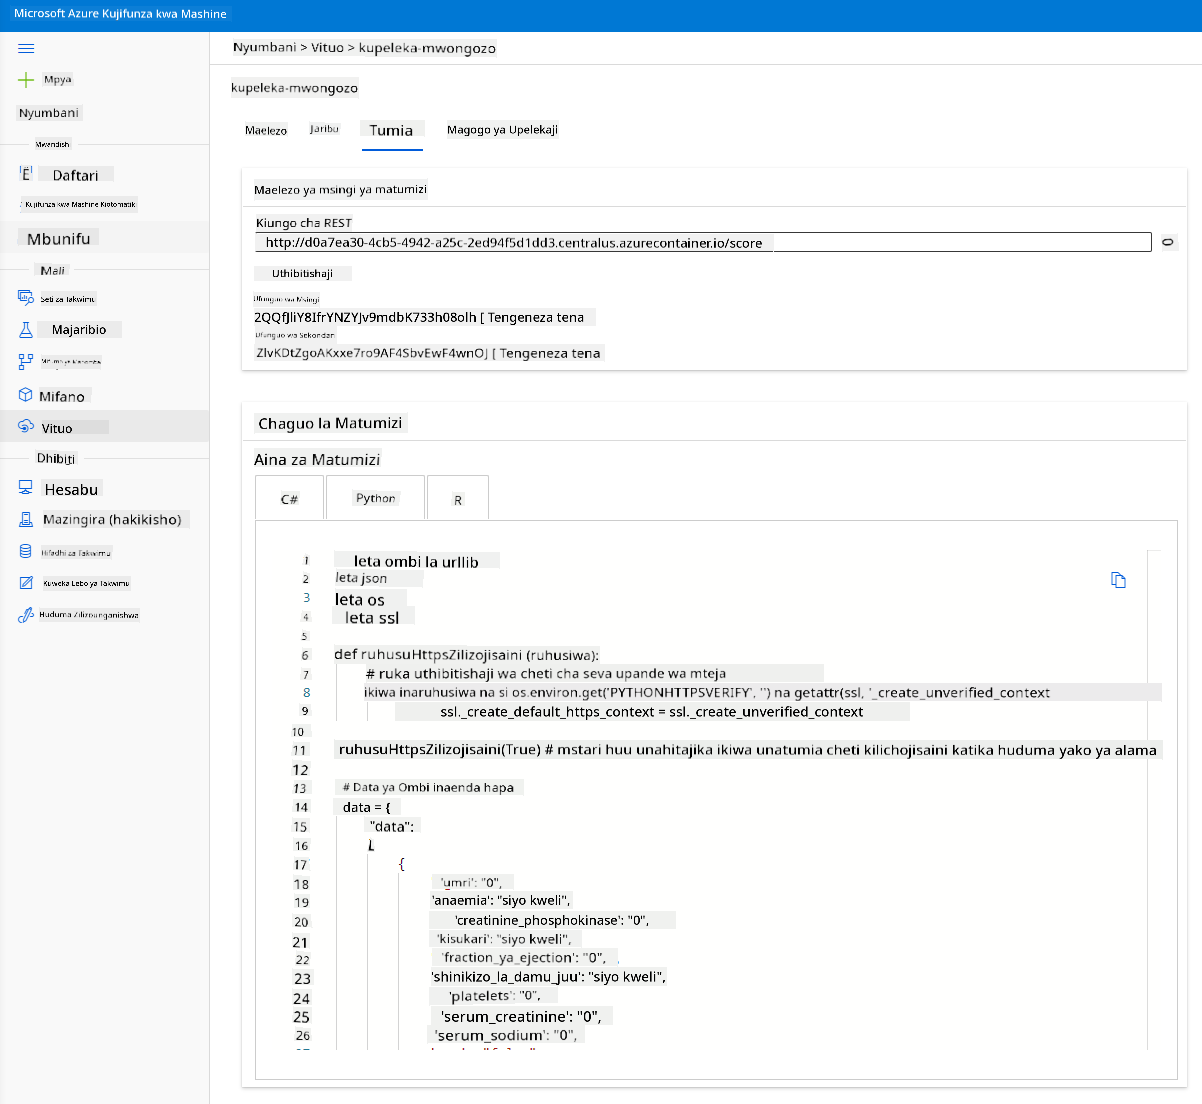 Microsoft Azure Kujifunza kwa Mashine
Nyumbani > Vituo > kupeleka-mwongozo
Mpya
Nyumbani
Mwandishi
Daftari
Kujifunza kwa Mashine Kiotomatik
Mbunifu
Mali
Seti za Takwimu
Majaribio
Mifano
Vituo
Dhibiti
Hesabu
Mazingira (hakikisho)
Hifadhi za Takwimu
Kuweka Lebo ya Takwimu
Huduma Zilizounganishwa
kupeleka-mwongozo
Maelezo Jaribu Tumia Magogo ya Upelekaji
Maelezo ya msingi ya matumizi
Kiungo cha REST
http://d0a7ea30-4cb5-4942-a25c-2ed94f5d1dd3.centralus.azurecontainer.io/score
Uthibitishaji
Ufunguo wa Msingi
2QQfJliY8IfrYNZYJv9mdbK733h08olh [ Tengeneza tena
Ufunguo wa Sekondari
ZlvKDtZgoAKxxe7ro9AF4SbvEwF4wnOJ [ Tengeneza tena
Chaguo la Matumizi
Aina za Matumizi
C# Python R
1 leta ombi la urllib
2 leta json
3 leta os
4 leta ssl
5
6 def ruhusuHttpsZilizojisaini (ruhusiwa):
7 # ruka uthibitishaji wa cheti cha seva upande wa mteja
8 ikiwa inaruhusiwa na si os.environ.get('PYTHONHTTPSVERIFY', '') na getattr(ssl, '_create_unverified_context
9 ssl._create_default_https_context = ssl._create_unverified_context
10
11 ruhusuHttpsZilizojisaini(True) # mstari huu unahitajika ikiwa unatumia cheti kilichojisaini katika huduma yako ya alama
12
13 # Data ya Ombi inaenda hapa
14 data = {
15 "data":
16 [
17 {
18 'umri': "0",
19 'anaemia': "siyo kweli",
20 'creatinine_phosphokinase': "0",
21 'kisukari': "siyo kweli",
22 'fraction_ya_ejection': "0",
23 'shinikizo_la_damu_juu': "siyo kweli",
24 'platelets': "0",
25 'serum_creatinine': "0",
26 'serum_sodium': "0",